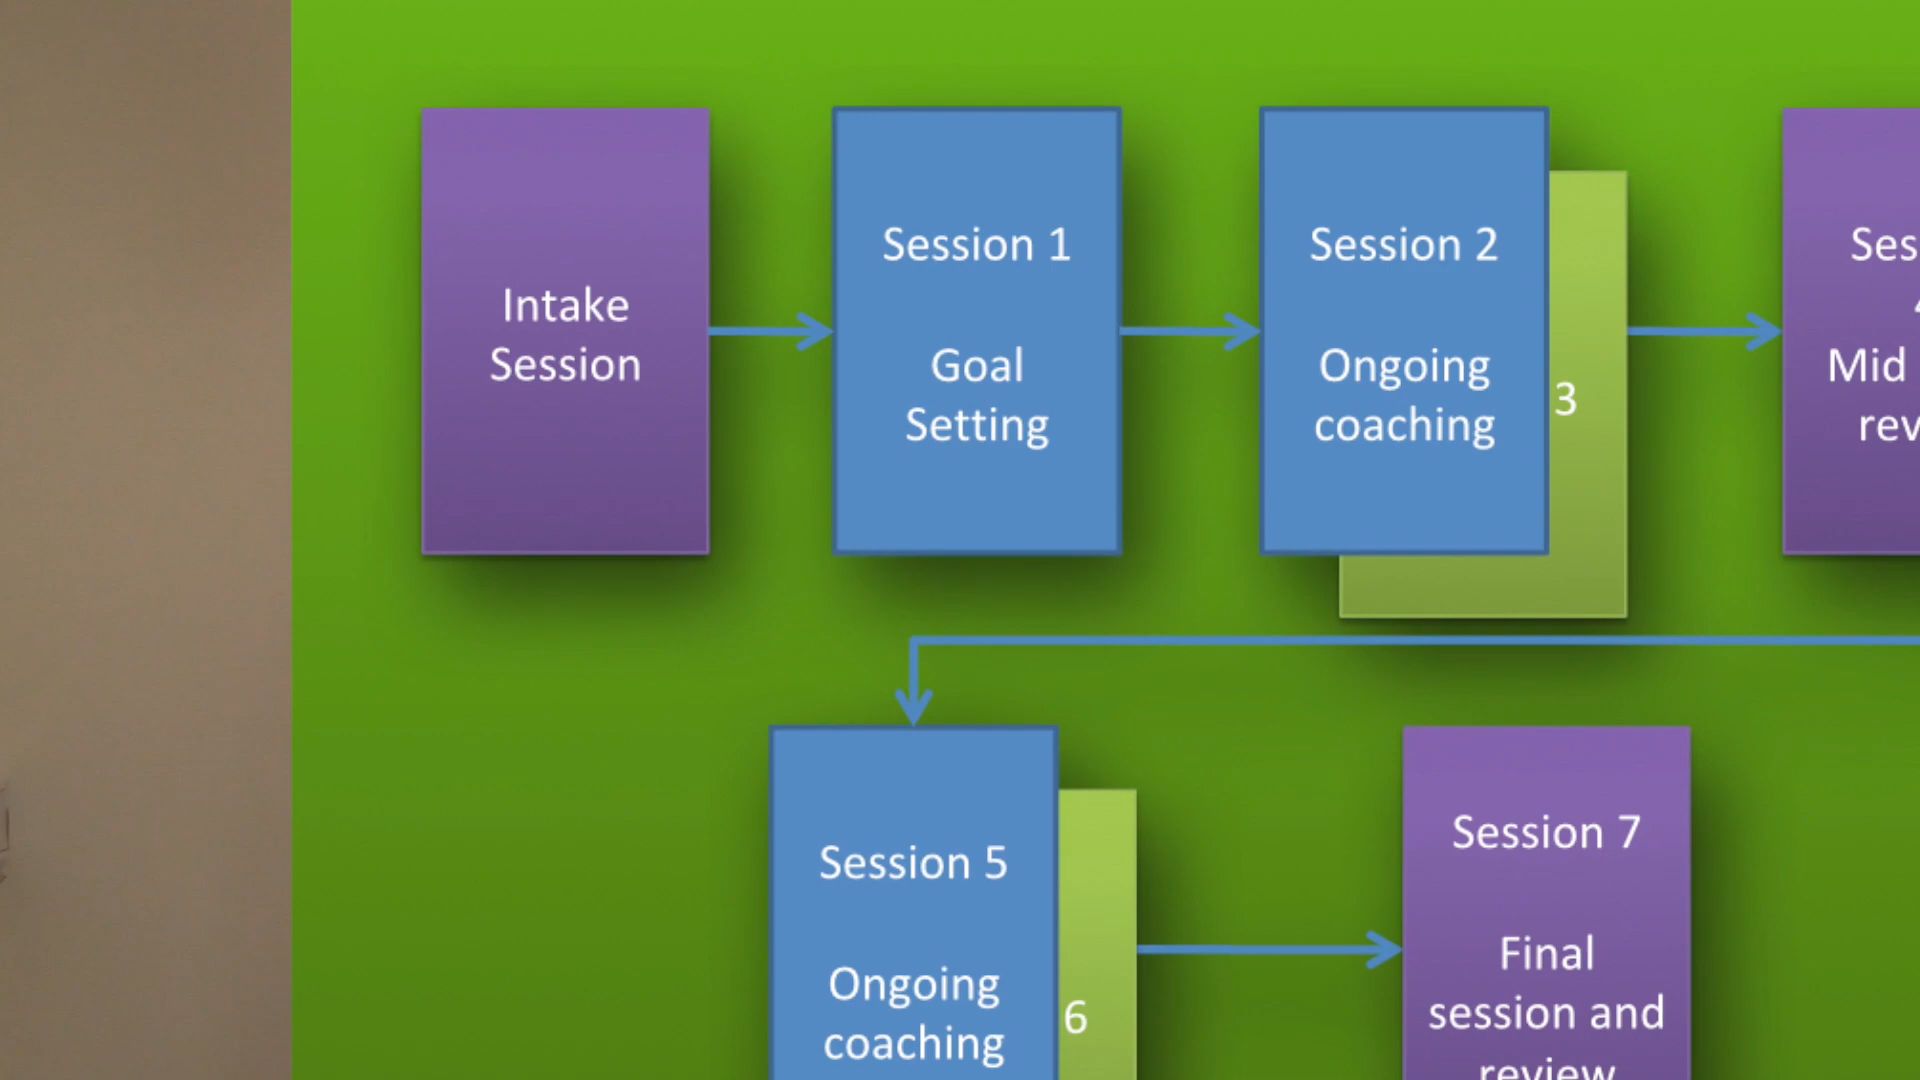 Intake
Session
Session 1
Goal
Setting
Session 2
Ongoing
coaching
3
Mid
Session 5
Ongoing
coaching
6
Session 7
Final
session and
review